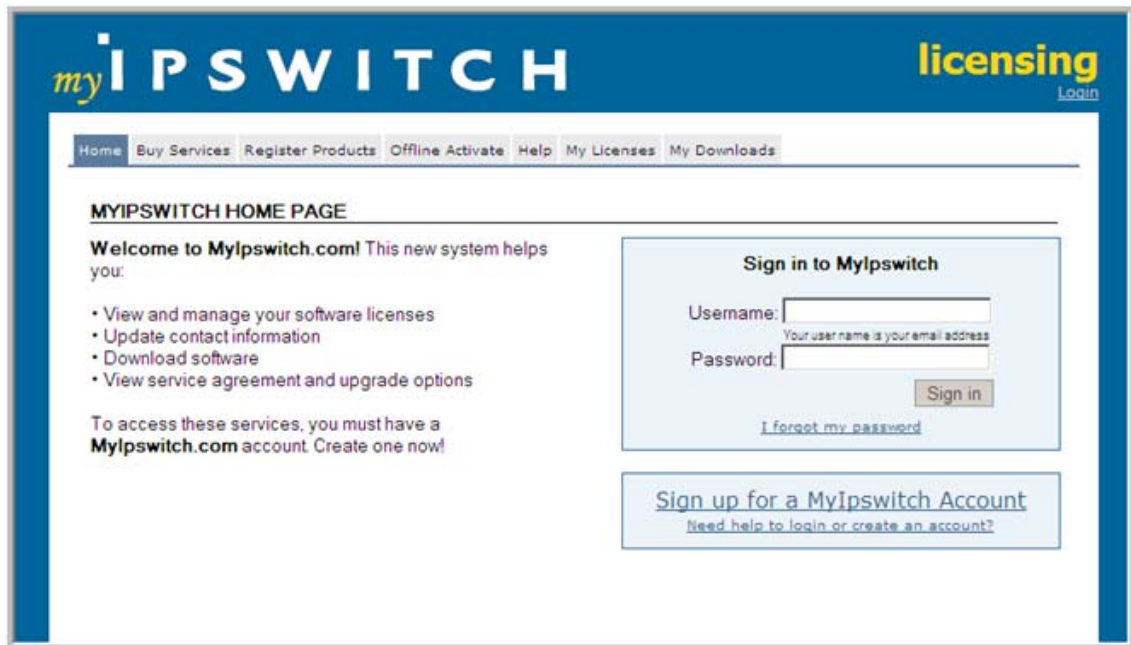 my IPSWITCH
licensing
Login
Home Buy Services Register Products Offline Activate Help My Licenses My Downloads
MYIPSWITCH HOME PAGE
Welcome to MyIpswitch.com! This new system helps
you:
• View and manage your software licenses
• Update contact information
• Download software
• View service agreement and upgrade options
To access these services, you must have a
MyIpswitch.com account. Create one now!
Sign in to MyIpswitch
Username:
Your user name is your email address
Password:
Sign in
I forgot my password
Sign up for a MyIpswitch Account
Need help to login or create an account?